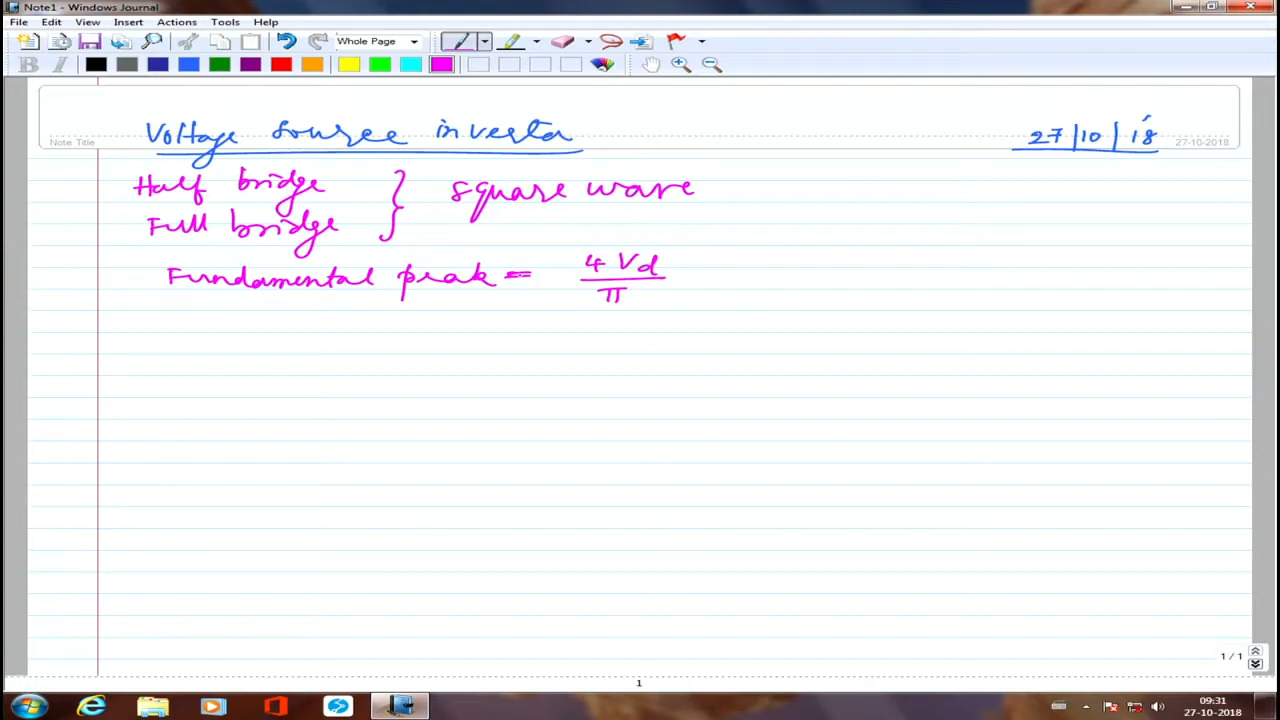 Note1 - Windows Journal
File Edit View Insert Actions Tools Help
Whole Page
B I
Voltage source inverter 27/10/18
Note Title 27-10-2018
Half bridge } square wave
Full bridge
Fundamental peak = 4 Vd / π
1 / 1
1
09:31
27-10-2018